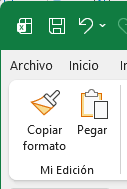 Archivo Inicio
Copiar Pegar
formato
Mi Edición